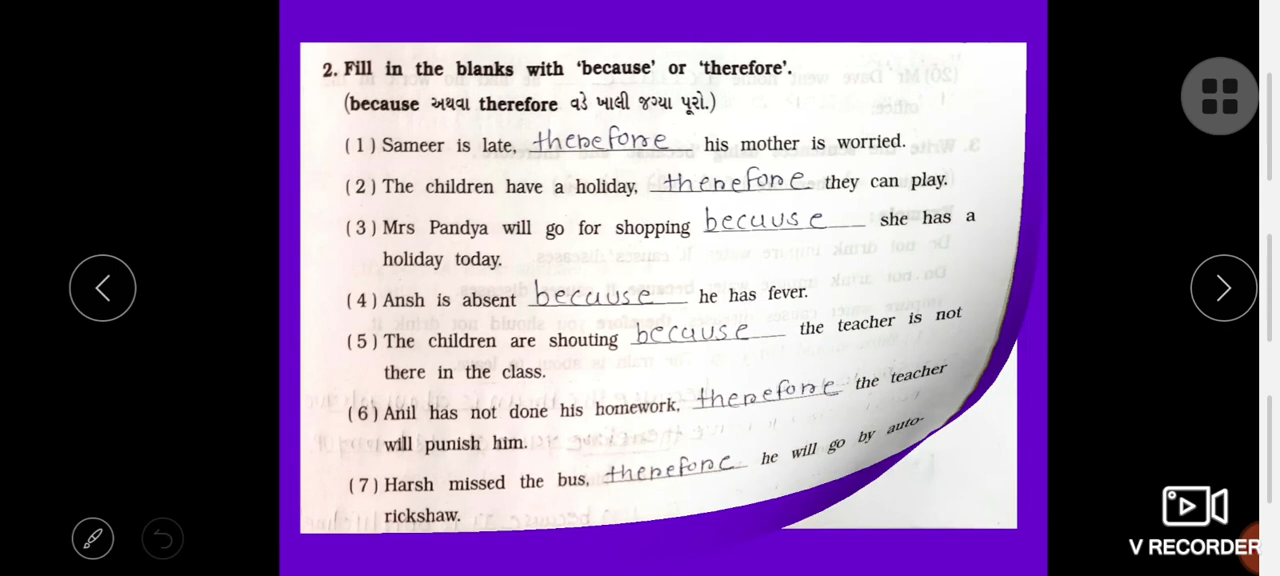 2. Fill in the blanks with 'because' or 'therefore'.
(because અથવા therefore વડે ખાલી જગ્યા પૂરો.)
(1) Sameer is late, therefore his mother is worried.
(2) The children have a holiday, therefore they can play.
(3) Mrs Pandya will go for shopping because she has a
holiday today.
(4) Ansh is absent because he has fever.
(5) The children are shouting because the teacher is not
there in the class.
(6) Anil has not done his homework, therefore the teacher
will punish him.
(7) Harsh missed the bus, therefore he will go by auto-
rickshaw.
V RECORDER